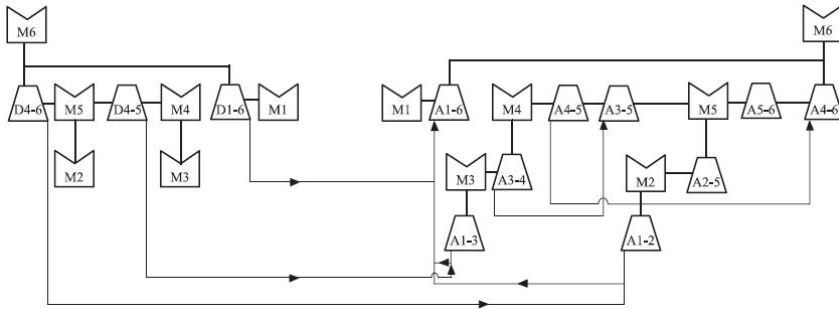 M6 M6
D4-6 M5 D4-5 M4 D1-6 M1 M1 A1-6 M4 A4-5 A3-5 M5 A5-6 A4-6
M2 M3 M3 A3-4 M2 A2-5
A1-3 A1-2